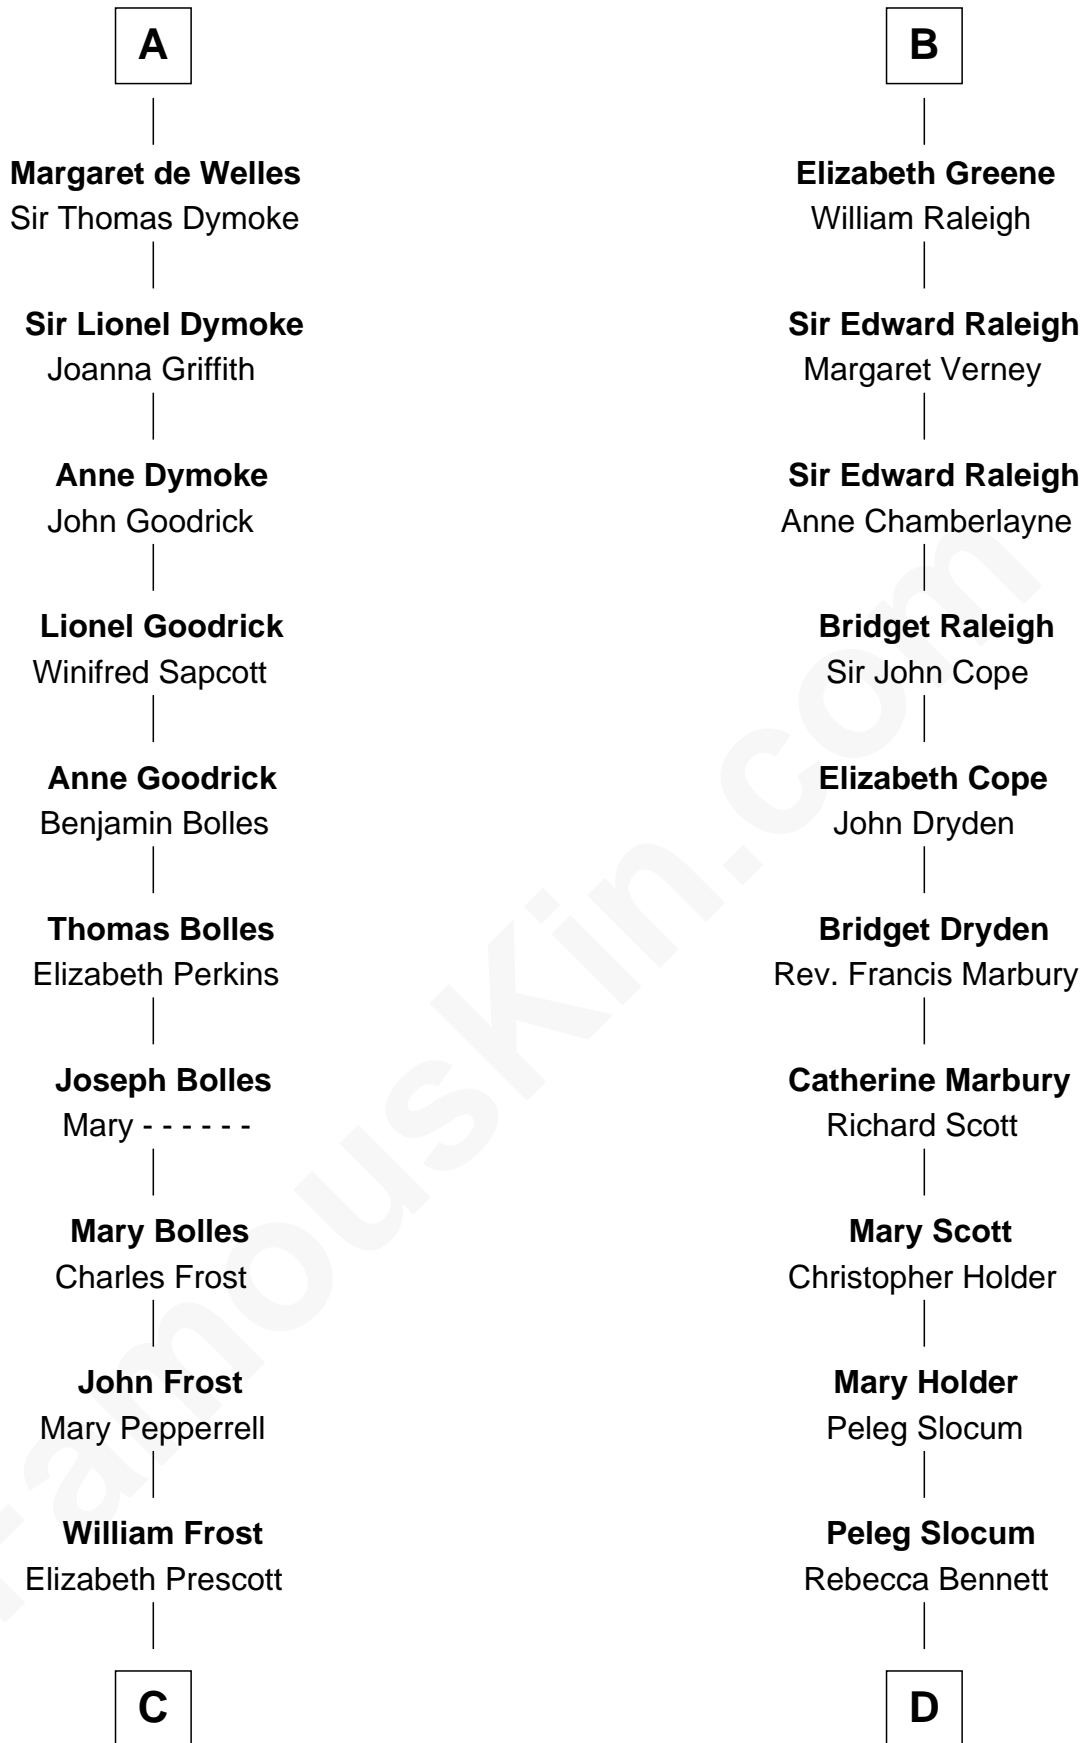 A
Margaret de Welles
Sir Thomas Dymoke
Sir Lionel Dymoke
Joanna Griffith
Anne Dymoke
John Goodrick
Lionel Goodrick
Winifred Sapcott
Anne Goodrick
Benjamin Bolles
Thomas Bolles
Elizabeth Perkins
Joseph Bolles
Mary - - - - - -
Mary Bolles
Charles Frost
John Frost
Mary Pepperrell
William Frost
Elizabeth Prescott
C
B
Elizabeth Greene
William Raleigh
Sir Edward Raleigh
Margaret Verney
Sir Edward Raleigh
Anne Chamberlayne
Bridget Raleigh
Sir John Cope
Elizabeth Cope
John Dryden
Bridget Dryden
Rev. Francis Marbury
Catherine Marbury
Richard Scott
Mary Scott
Christopher Holder
Mary Holder
Peleg Slocum
Peleg Slocum
Rebecca Bennett
D
FamousKin.com